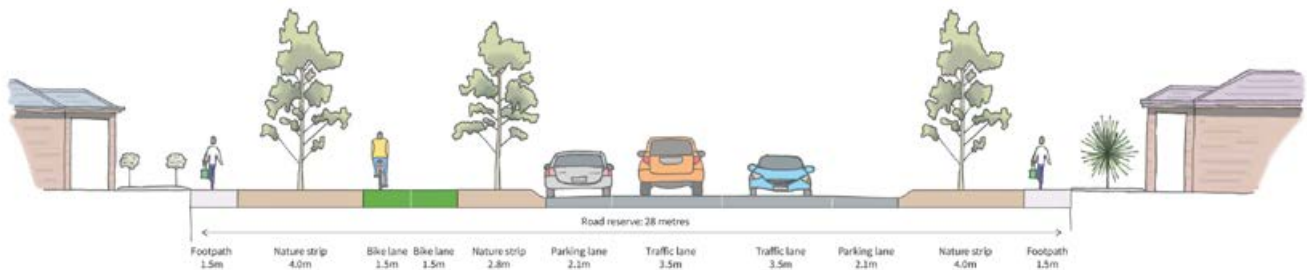 Road reserve: 28 metres
Footpath
1.5m
Nature strip
4.0m
Bike lane
1.5m
Bike lane
1.5m
Nature strip
2.8m
Parking lane
2.1m
Traffic lane
3.5m
Traffic lane
3.5m
Parking lane
2.1m
Nature strip
4.0m
Footpath
1.5m